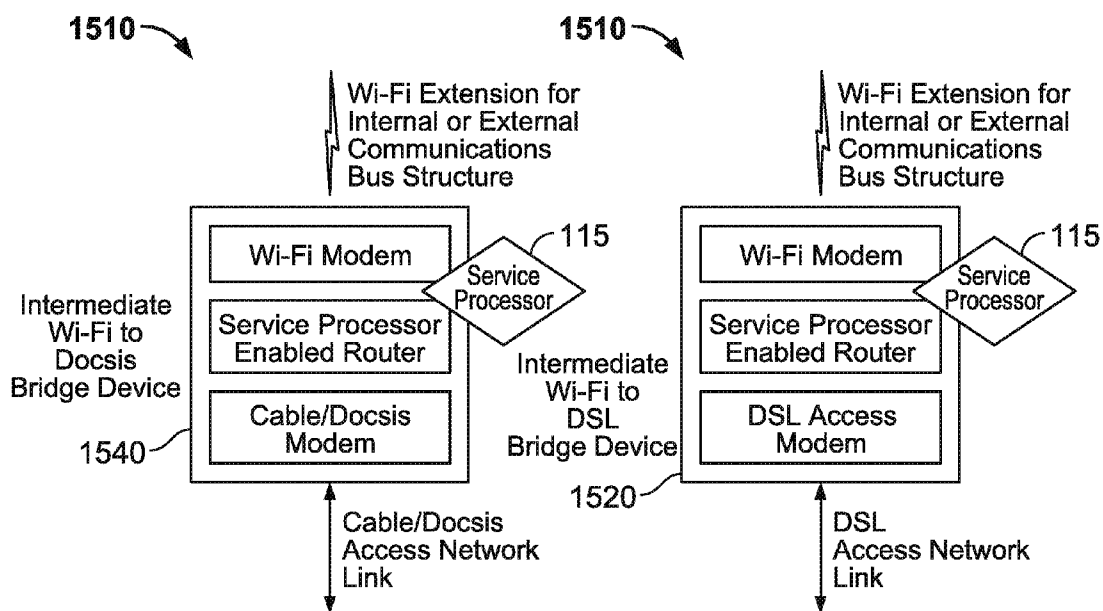 1510
Wi-Fi Extension for
Internal or External
Communications
Bus Structure
115
Wi-Fi Modem
Service
Processor
Service Processor
Enabled Router
Intermediate
Wi-Fi to
Docsis
Bridge Device
Cable/Docsis
Modem
1540
Cable/Docsis
Access Network
Link
1510
Wi-Fi Extension for
Internal or External
Communications
Bus Structure
115
Wi-Fi Modem
Service
Processor
Service Processor
Enabled Router
Intermediate
Wi-Fi to
DSL
Bridge Device
DSL Access
Modem
1520
DSL
Access Network
Link